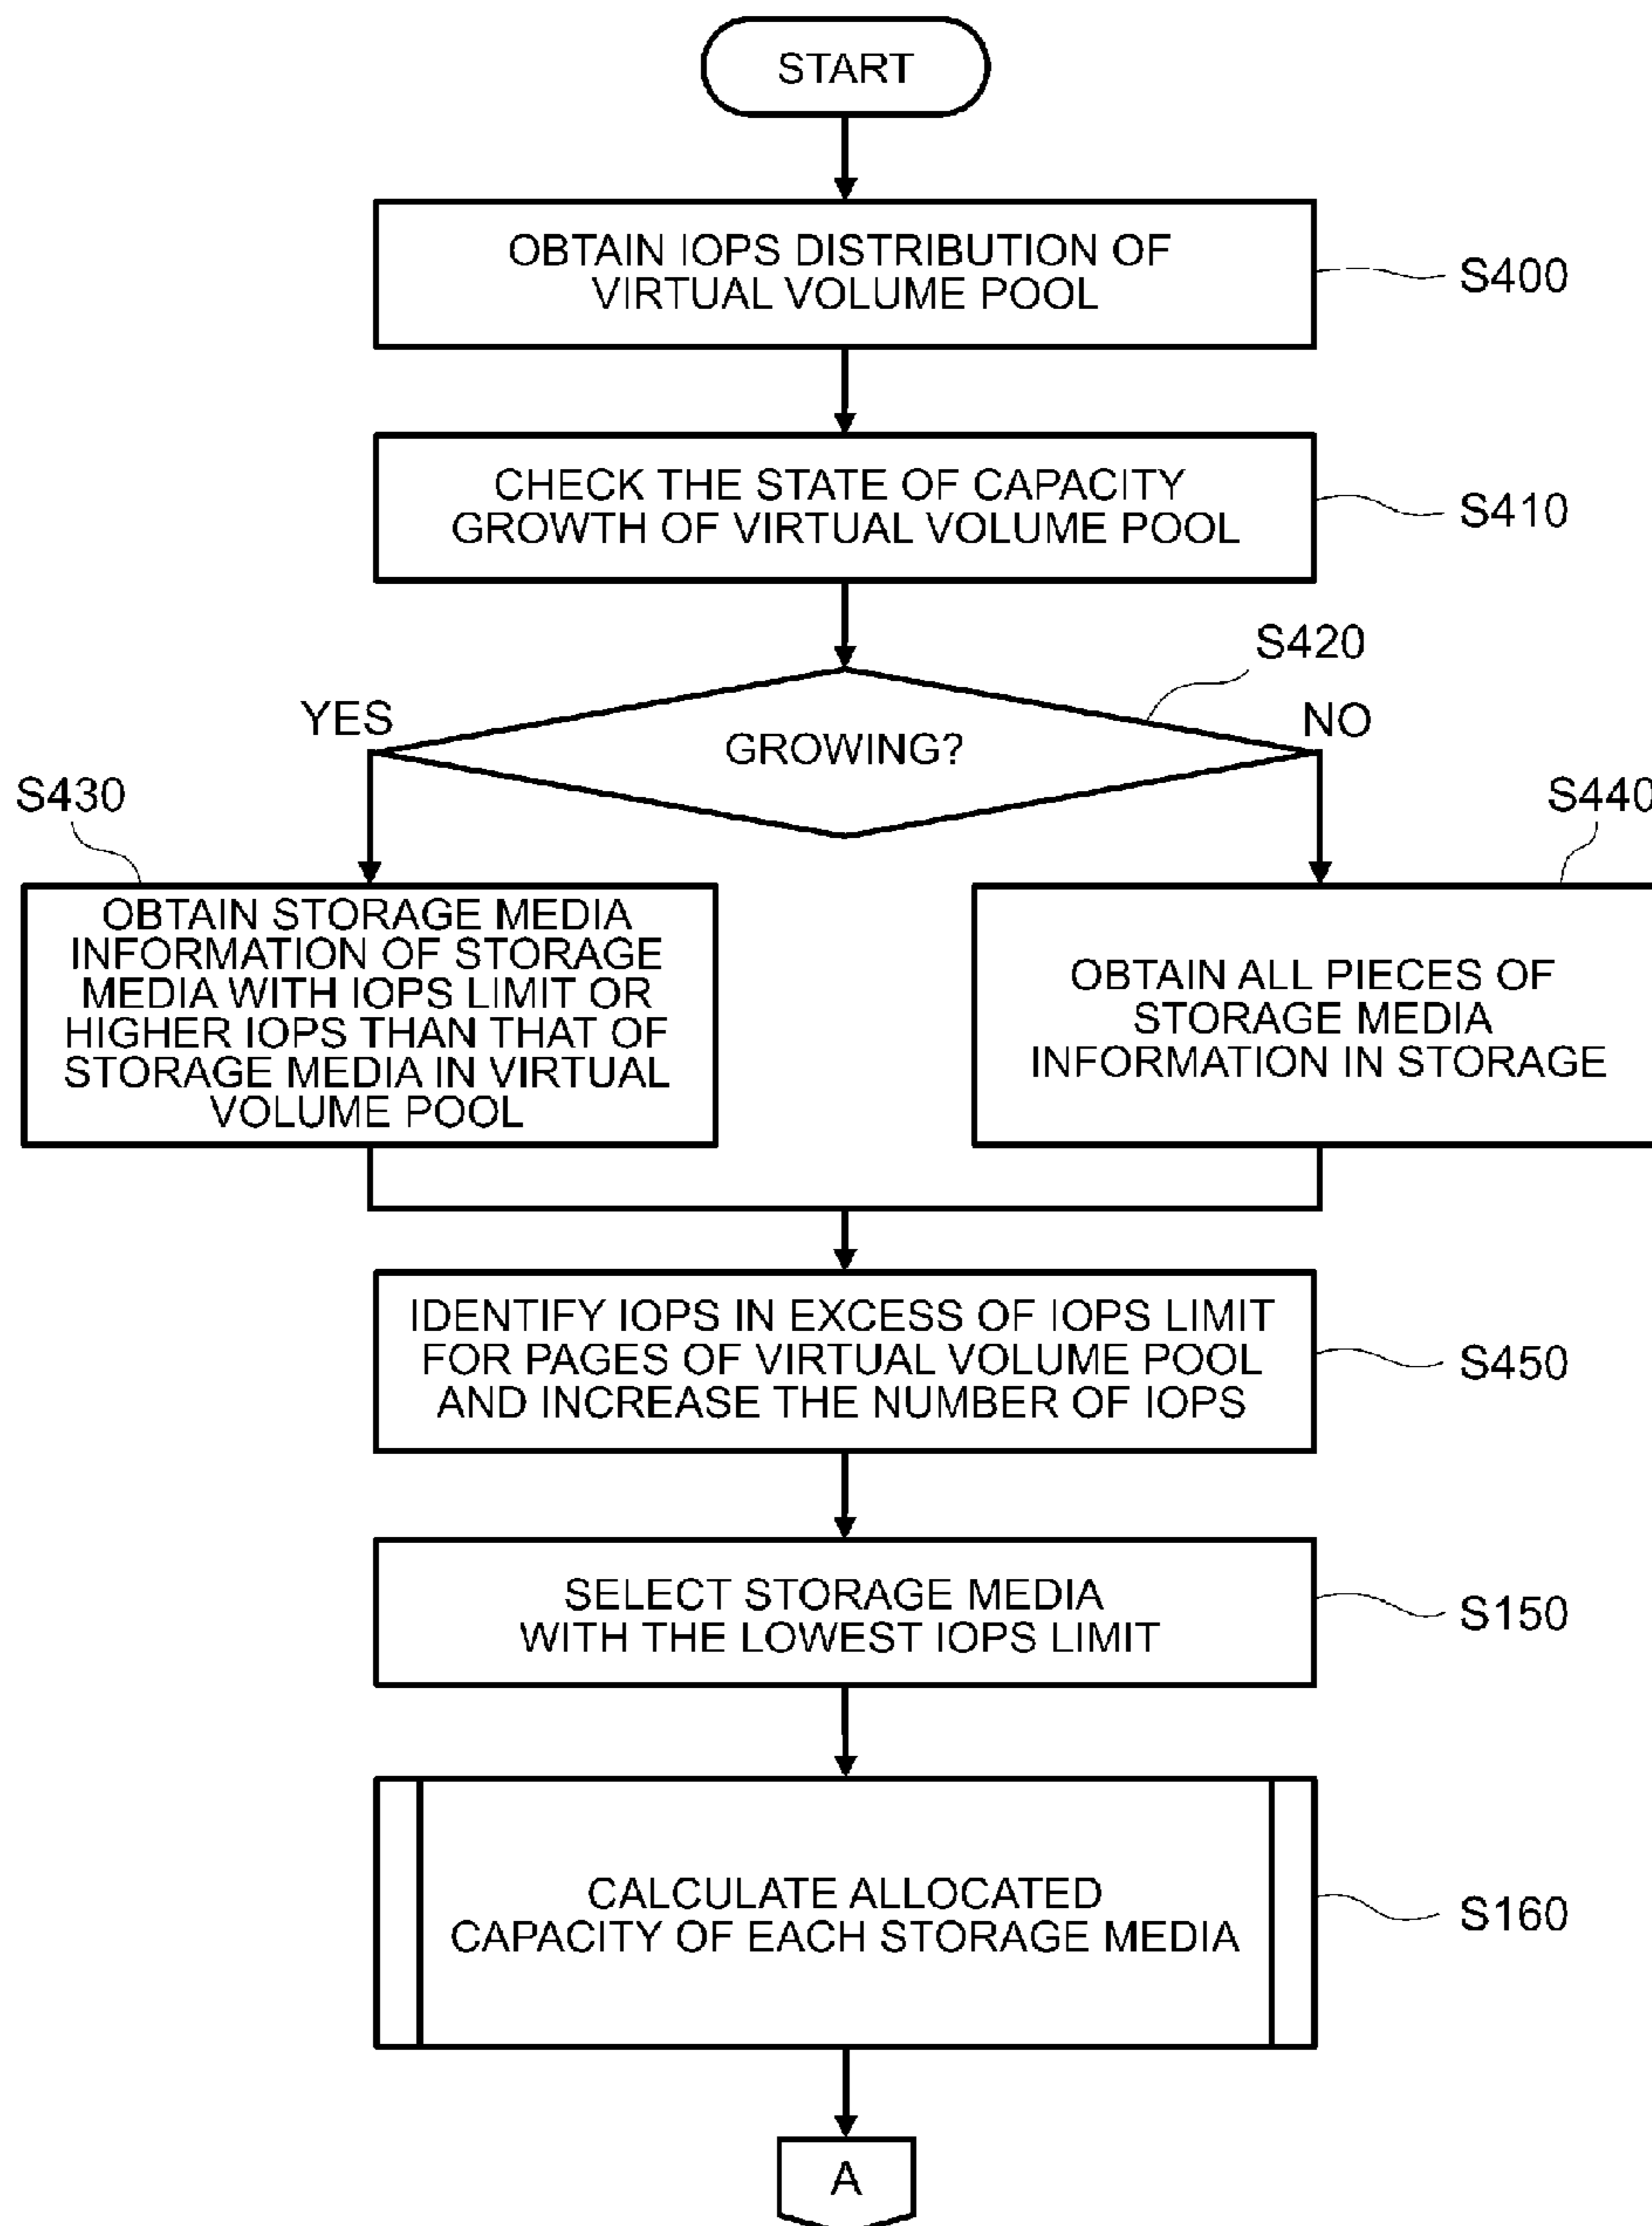 START
OBTAIN IOPS DISTRIBUTION OF
VIRTUAL VOLUME POOL
S400
CHECK THE STATE OF CAPACITY
GROWTH OF VIRTUAL VOLUME POOL
S410
S420
YES
GROWING?
NO
S430
S440
OBTAIN STORAGE MEDIA
INFORMATION OF STORAGE
MEDIA WITH IOPS LIMIT OR
HIGHER IOPS THAN THAT OF
STORAGE MEDIA IN VIRTUAL
VOLUME POOL
OBTAIN ALL PIECES OF
STORAGE MEDIA
INFORMATION IN STORAGE
IDENTIFY IOPS IN EXCESS OF IOPS LIMIT
FOR PAGES OF VIRTUAL VOLUME POOL
AND INCREASE THE NUMBER OF IOPS
S450
SELECT STORAGE MEDIA
WITH THE LOWEST IOPS LIMIT
S150
CALCULATE ALLOCATED
CAPACITY OF EACH STORAGE MEDIA
S160
A